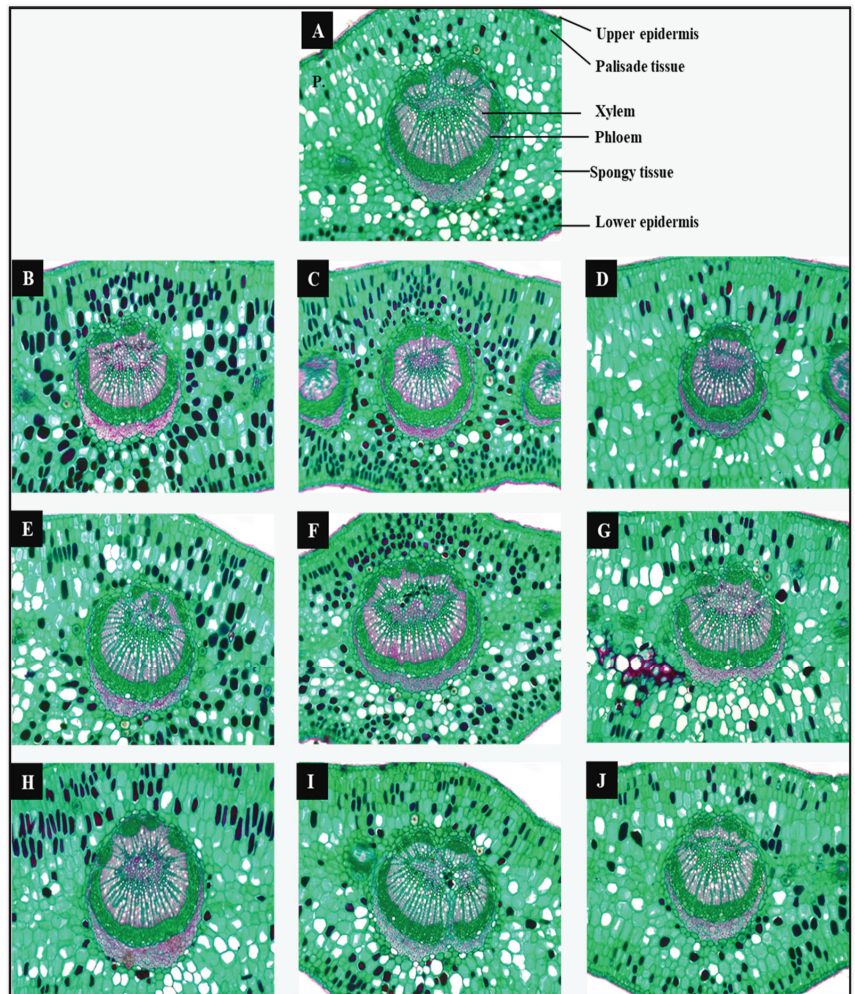 A
Upper epidermis
Palisade tissue
P.
Xylem
Phloem
Spongy tissue
Lower epidermis
B
C
D
E
F
G
H
I
J